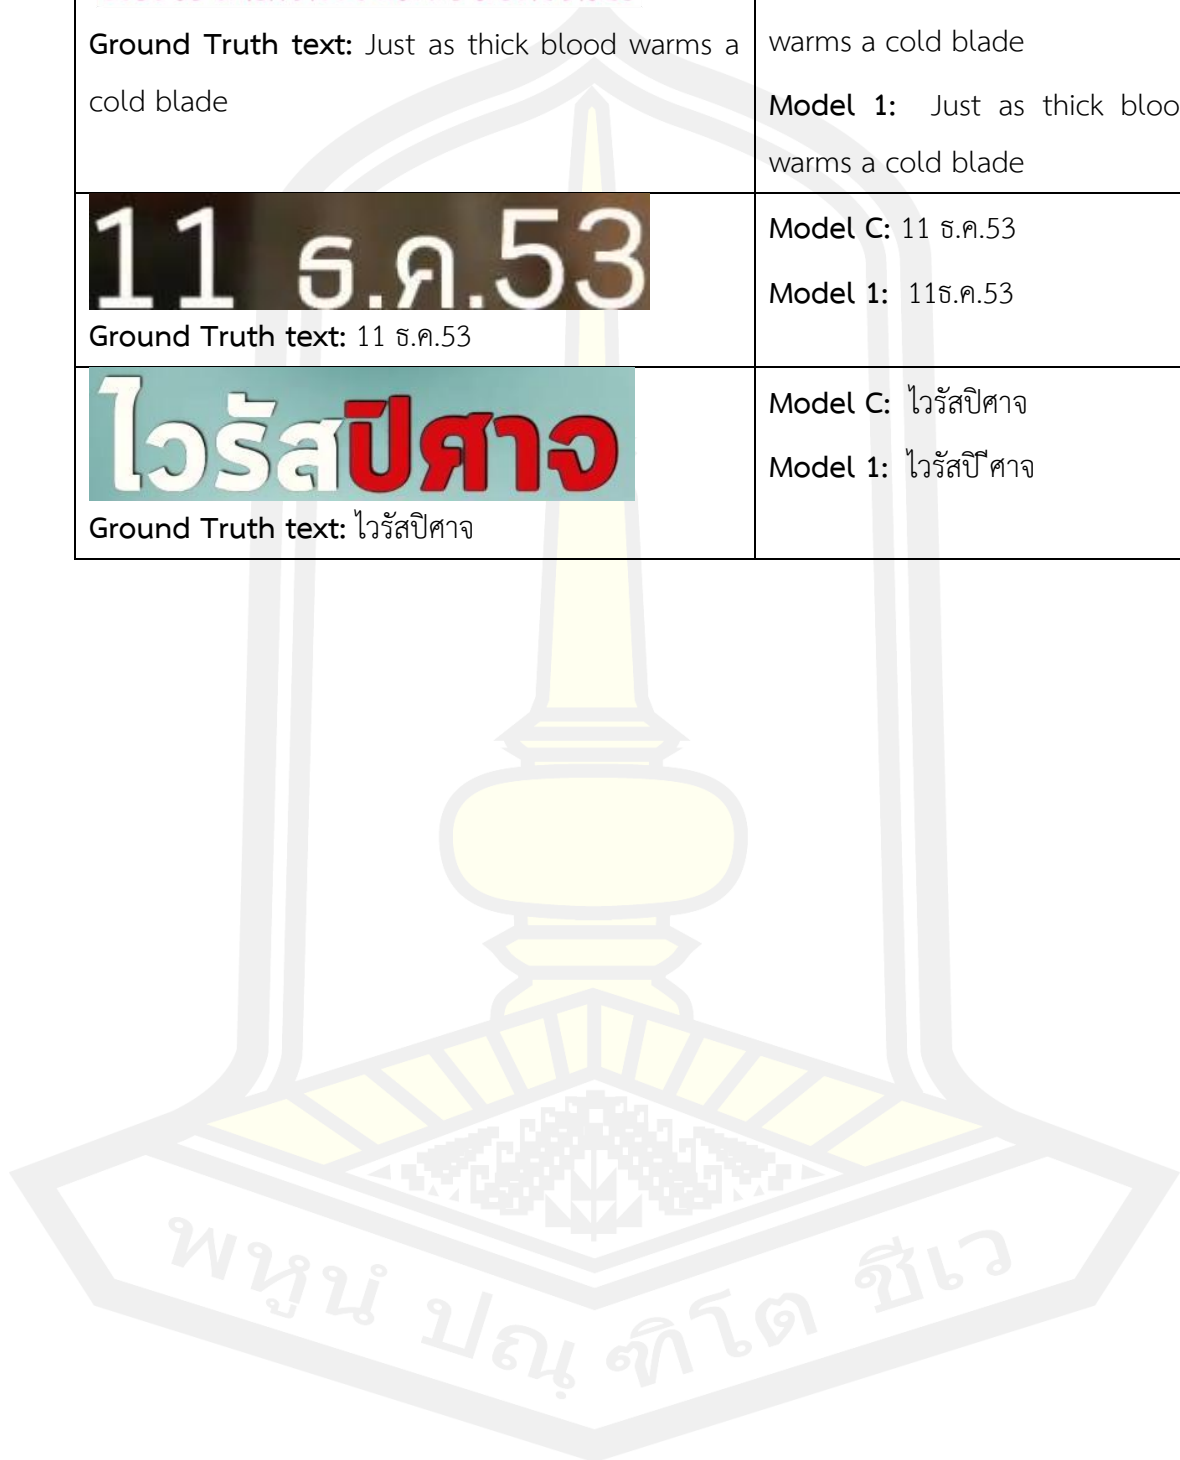 Ground Truth text: Just as thick blood warms a
cold blade
warms a cold blade
Model 1: Just as thick bloo
warms a cold blade
11 ธ.ค.53
Ground Truth text: 11 ธ.ค.53
Model C: 11 ธ.ค.53
Model 1: 11ธ.ค.53
ไวรัสปิศาจ
Ground Truth text: ไวรัสปิศาจ
Model C: ไวรัสปิศาจ
Model 1: ไวรัสปิ ีศาจ
พหูนํ ปณฺฑิโต ชีเว